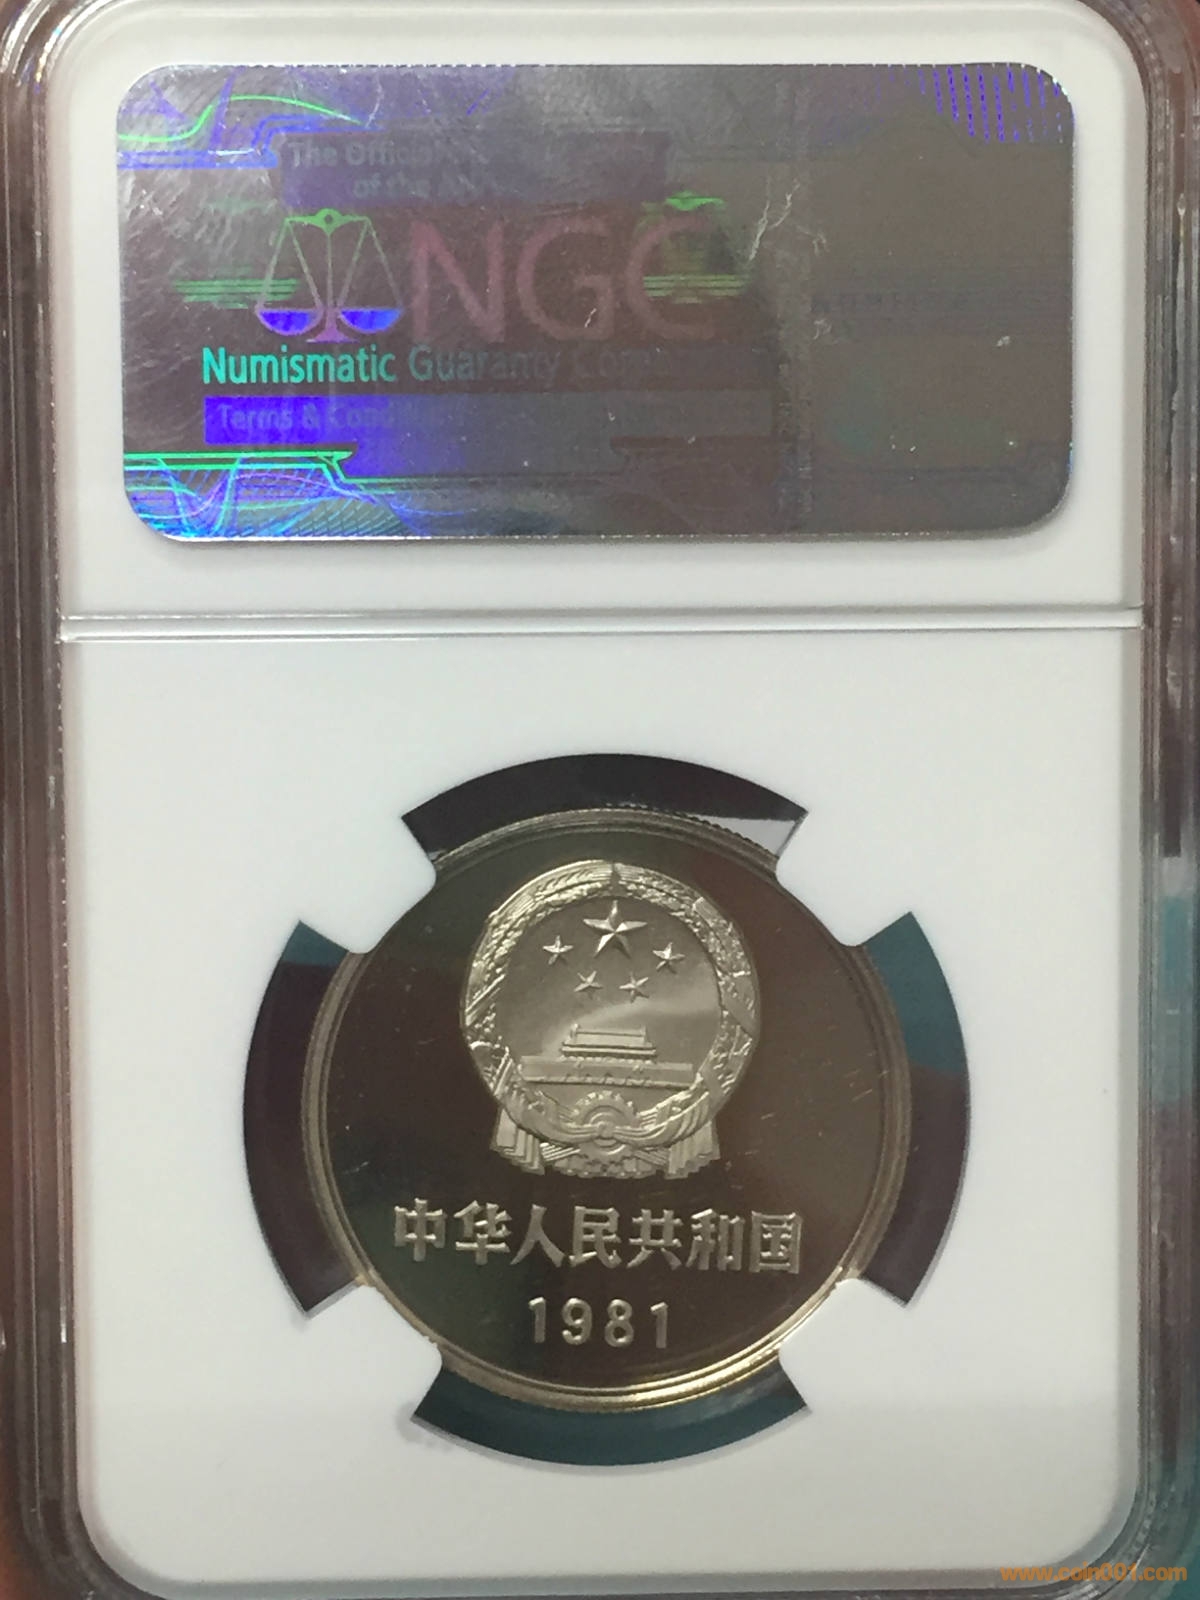 The Official
of the
NGC
Numismatic Guaranty
Terms &
中华人民共和国
1981
www.coin001.com